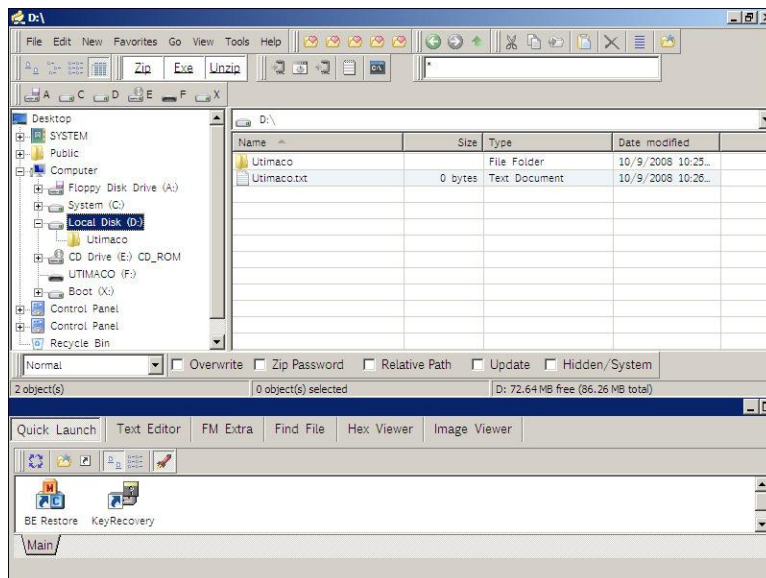 D:\
File Edit New Favorites Go View Tools Help
Zip Exe Unzip
*
A C D E F X
Desktop
SYSTEM
Public
Computer
Floppy Disk Drive (A:)
System (C:)
Local Disk (D:)
Utimaco
CD Drive (E:) CD_ROM
UTIMACO (F:)
Boot (X:)
Control Panel
Control Panel
Recycle Bin
D:\
Name Size Type Date modified
Utimaco File Folder 10/9/2008 10:25...
Utimaco.txt 0 bytes Text Document 10/9/2008 10:26...
Normal Overwrite Zip Password Relative Path Update Hidden/System
2 object(s) 0 object(s) selected D: 72.64 MB free (86.26 MB total)
Quick Launch Text Editor FM Extra Find File Hex Viewer Image Viewer
BE Restore KeyRecovery
Main